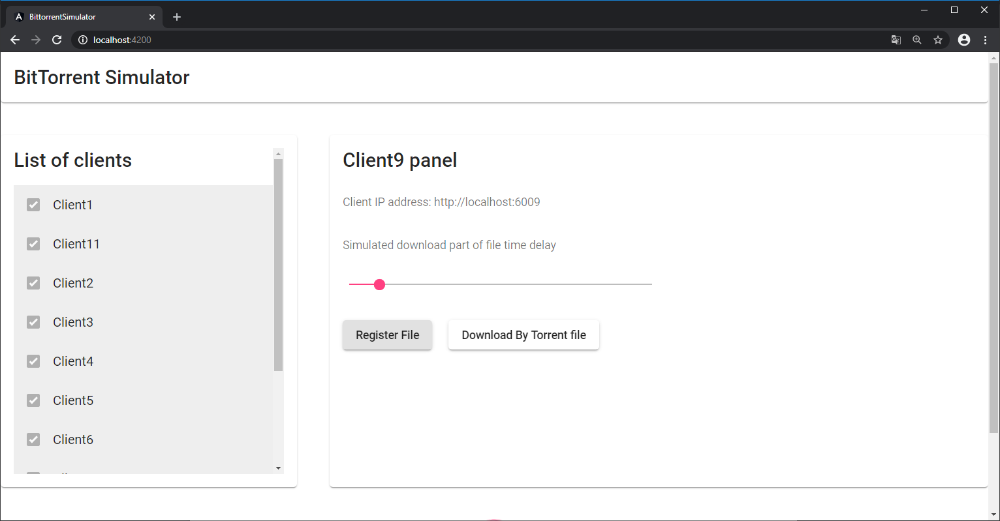 BittorrentSimulator
localhost:4200
BitTorrent Simulator
List of clients
Client1
Client11
Client2
Client3
Client4
Client5
Client6
Client9 panel
Client IP address: http://localhost:6009
Simulated download part of file time delay
Register File
Download By Torrent file